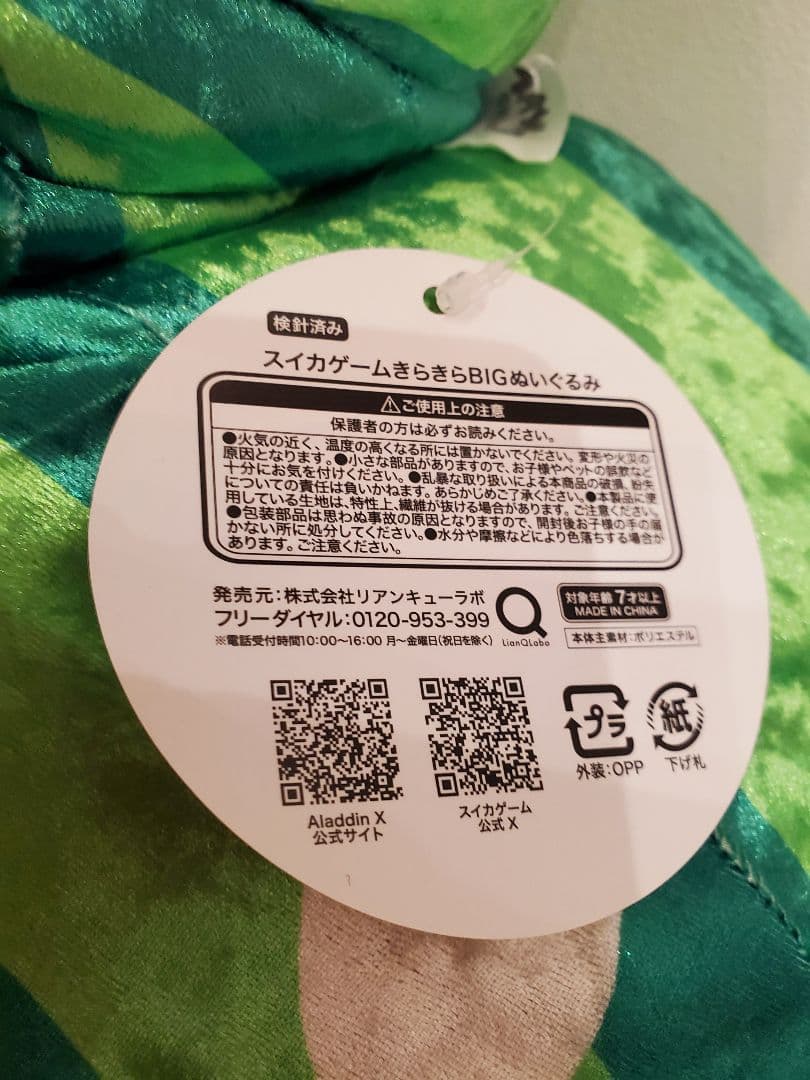 検針済み
スイカゲームきらきらBIGぬいぐるみ
⚠ご使用上の注意
保護者の方は必ずお読みください。
●火気の近く、温度の高くなる所には置かないでください。変形や火災の
原因となります。●小さな部品がありますので、お子様やペットの誤飲など
十分にお気を付けください。●乱暴な取り扱いによる本商品の破損、紛失
についての責任は負いかねます。あらかじめご了承ください。●本製品に使
用している生地は、特性上、繊維が抜ける場合があります。ご注意ください。
●包装部品は思わぬ事故の原因となりますので、開封後お子様の手の届
かない所に処分してください。●水分や摩擦などにより色落ちする場合が
あります。ご注意ください。
発売元:株式会社リアンキューラボ
フリーダイヤル:0120-953-399
※電話受付時間10:00〜16:00 月〜金曜日(祝日を除く)
LianQLabo
対象年齢7才以上
MADE IN CHINA
本体主素材:ポリエステル
Aladdin X
公式サイト
スイカゲーム
公式 X
プラ
外装:OPP
紙
下げ札